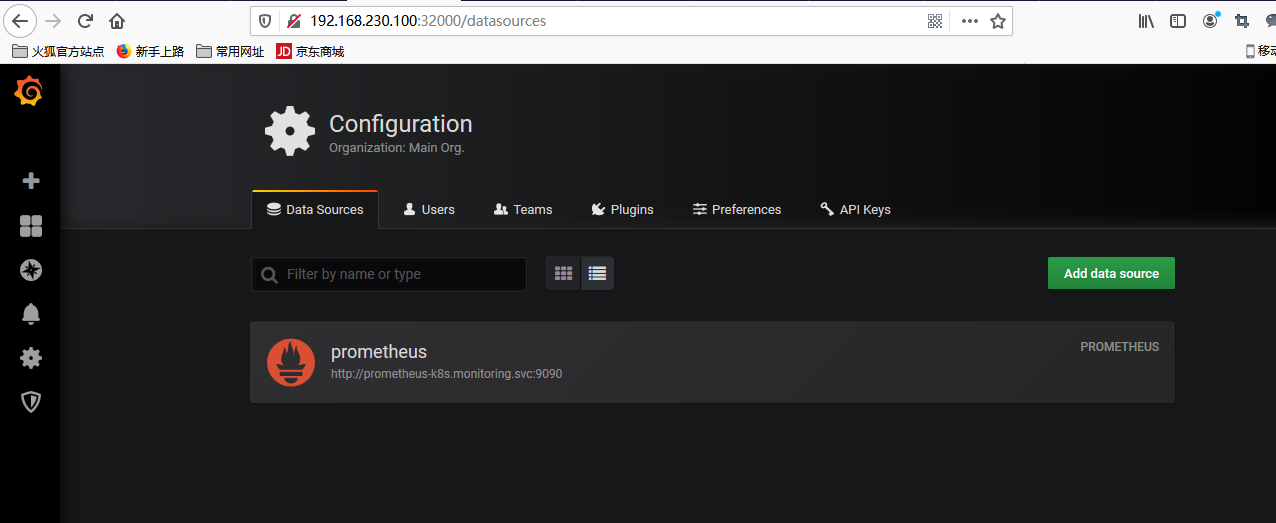 192.168.230.100:32000/datasources
火狐官方站点 新手上路 常用网址 JD 京东商城 移动
Configuration
Organization: Main Org.
Data Sources Users Teams Plugins Preferences API Keys
Filter by name or type Add data source
prometheus PROMETHEUS
http://prometheus-k8s.monitoring.svc:9090